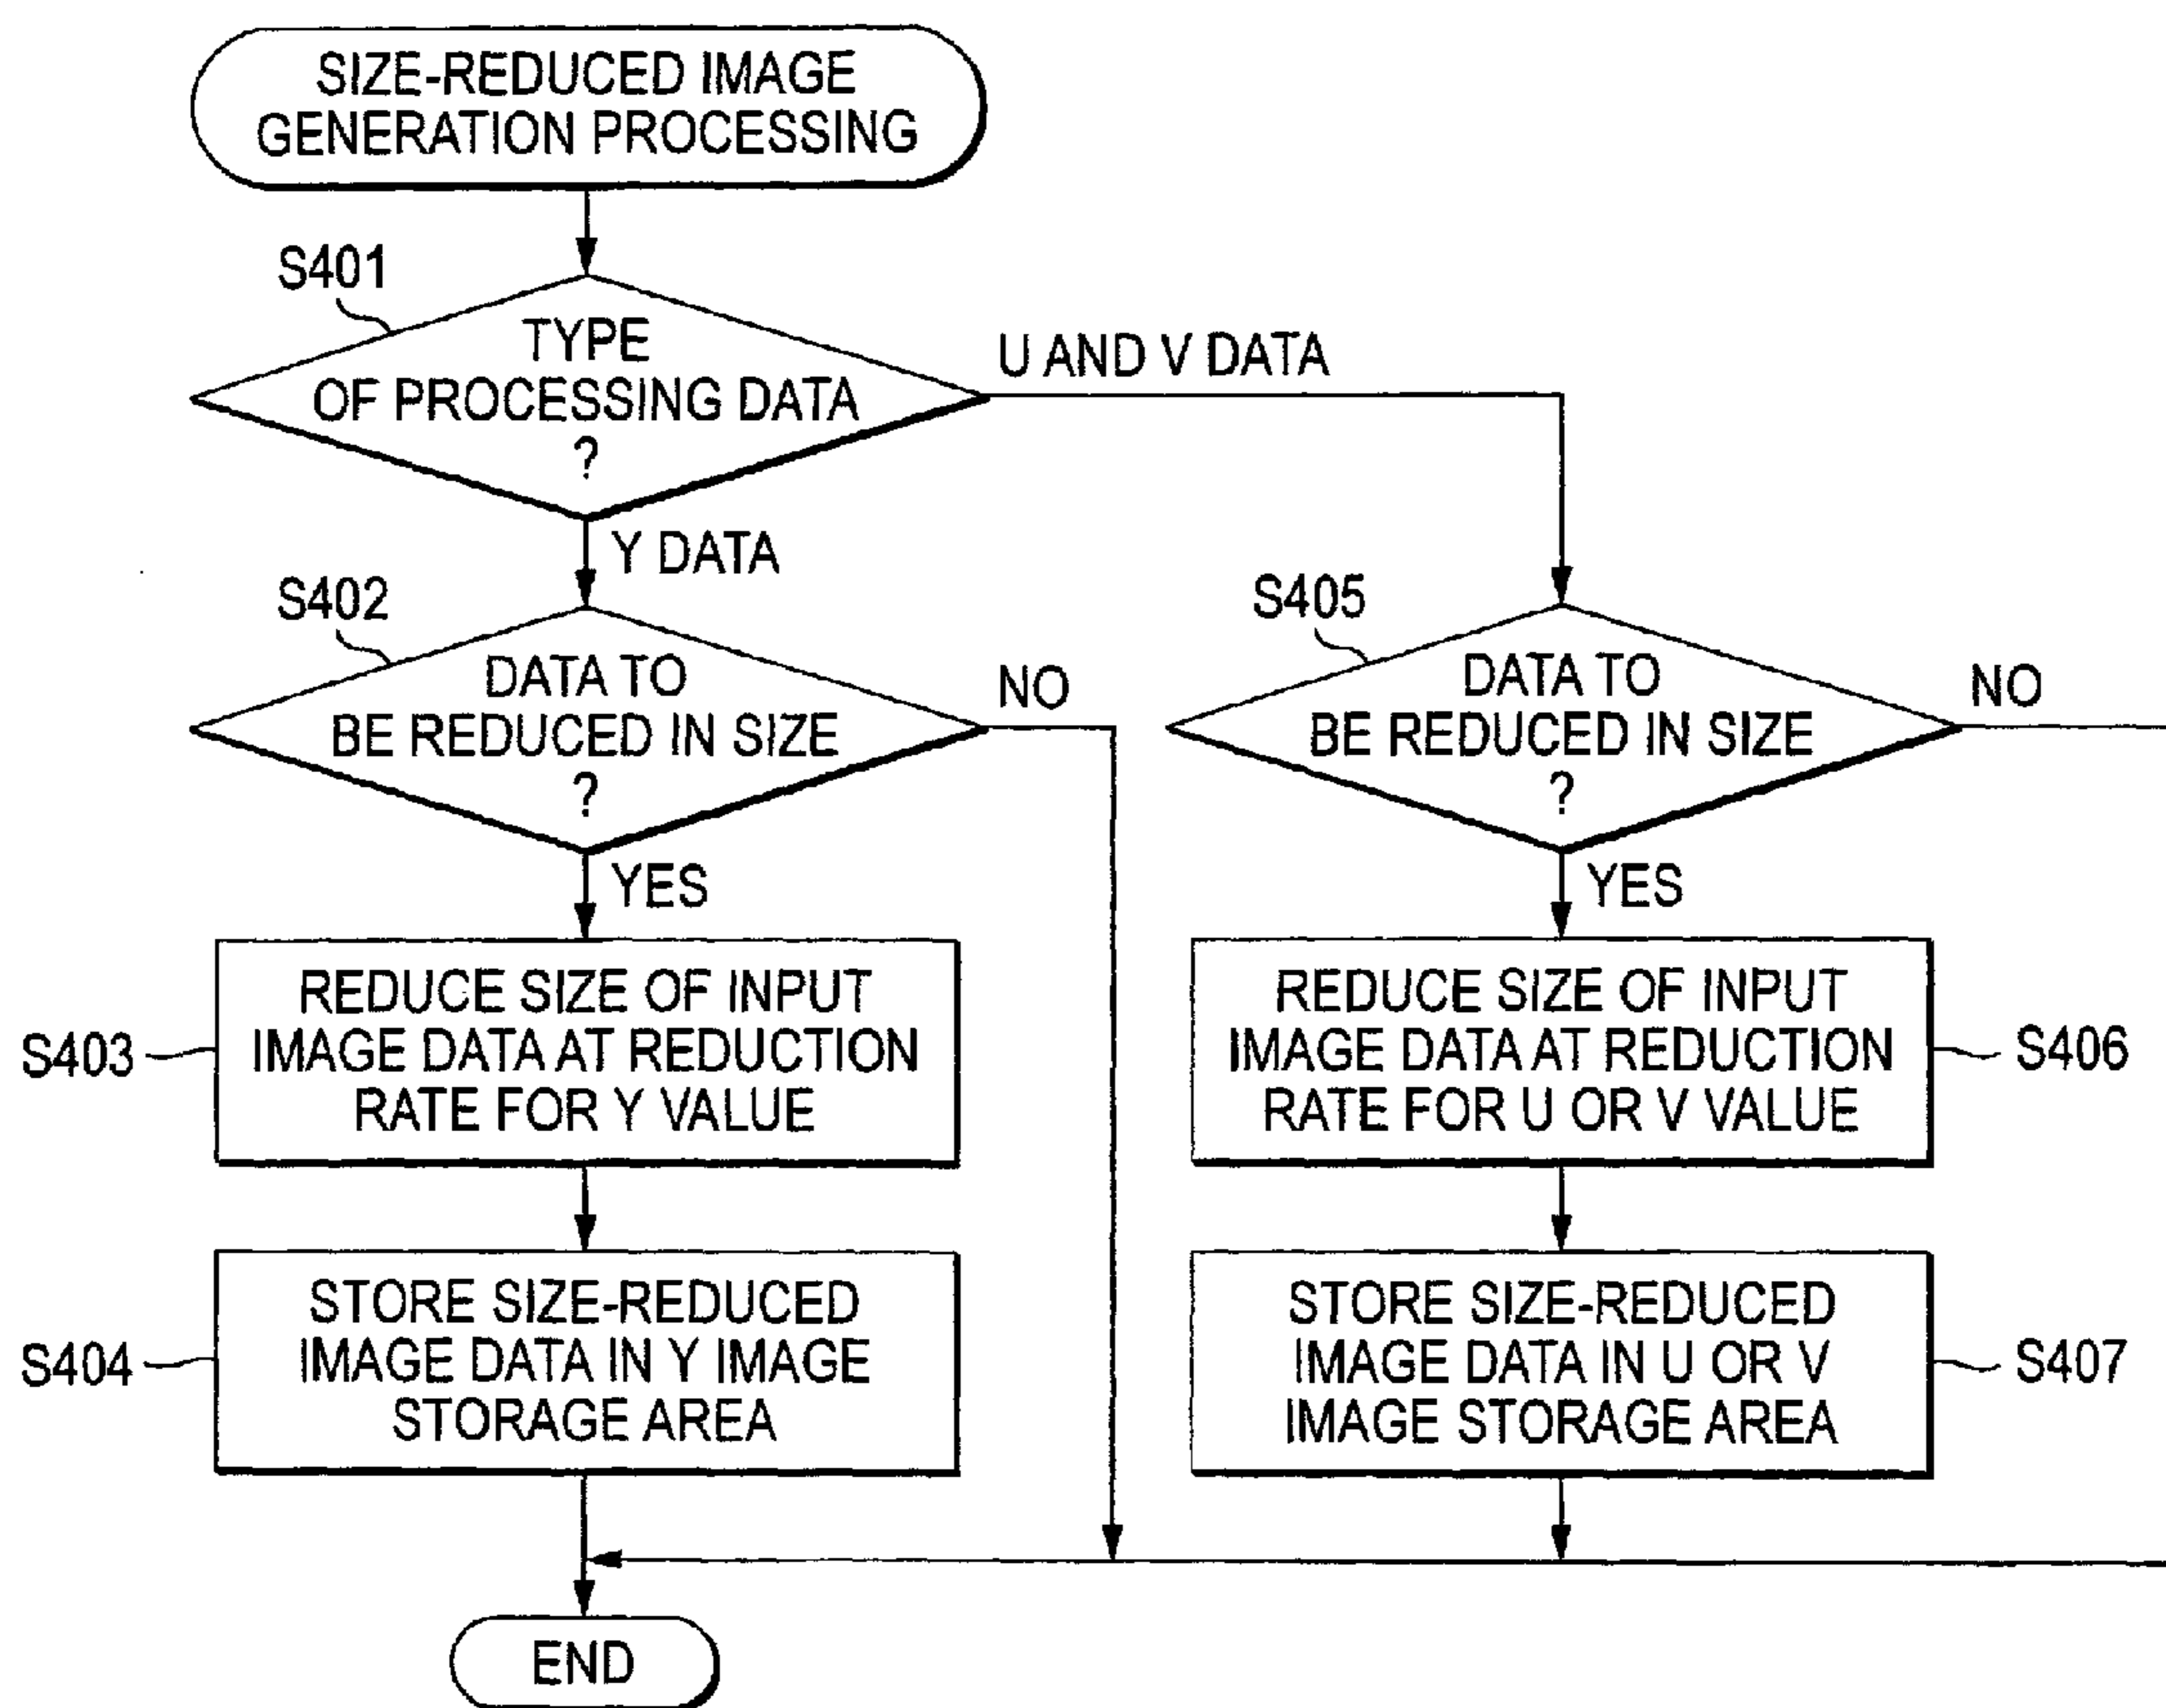 SIZE-REDUCED IMAGE
GENERATION PROCESSING
S401
TYPE
OF PROCESSING DATA
?
U AND V DATA
Y DATA
S402
DATA TO
BE REDUCED IN SIZE
?
NO
YES
S403
REDUCE SIZE OF INPUT
IMAGE DATA AT REDUCTION
RATE FOR Y VALUE
S404
STORE SIZE-REDUCED
IMAGE DATA IN Y IMAGE
STORAGE AREA
S405
DATA TO
BE REDUCED IN SIZE
?
NO
YES
REDUCE SIZE OF INPUT
IMAGE DATA AT REDUCTION
RATE FOR U OR V VALUE
S406
STORE SIZE-REDUCED
IMAGE DATA IN U OR V
IMAGE STORAGE AREA
S407
END